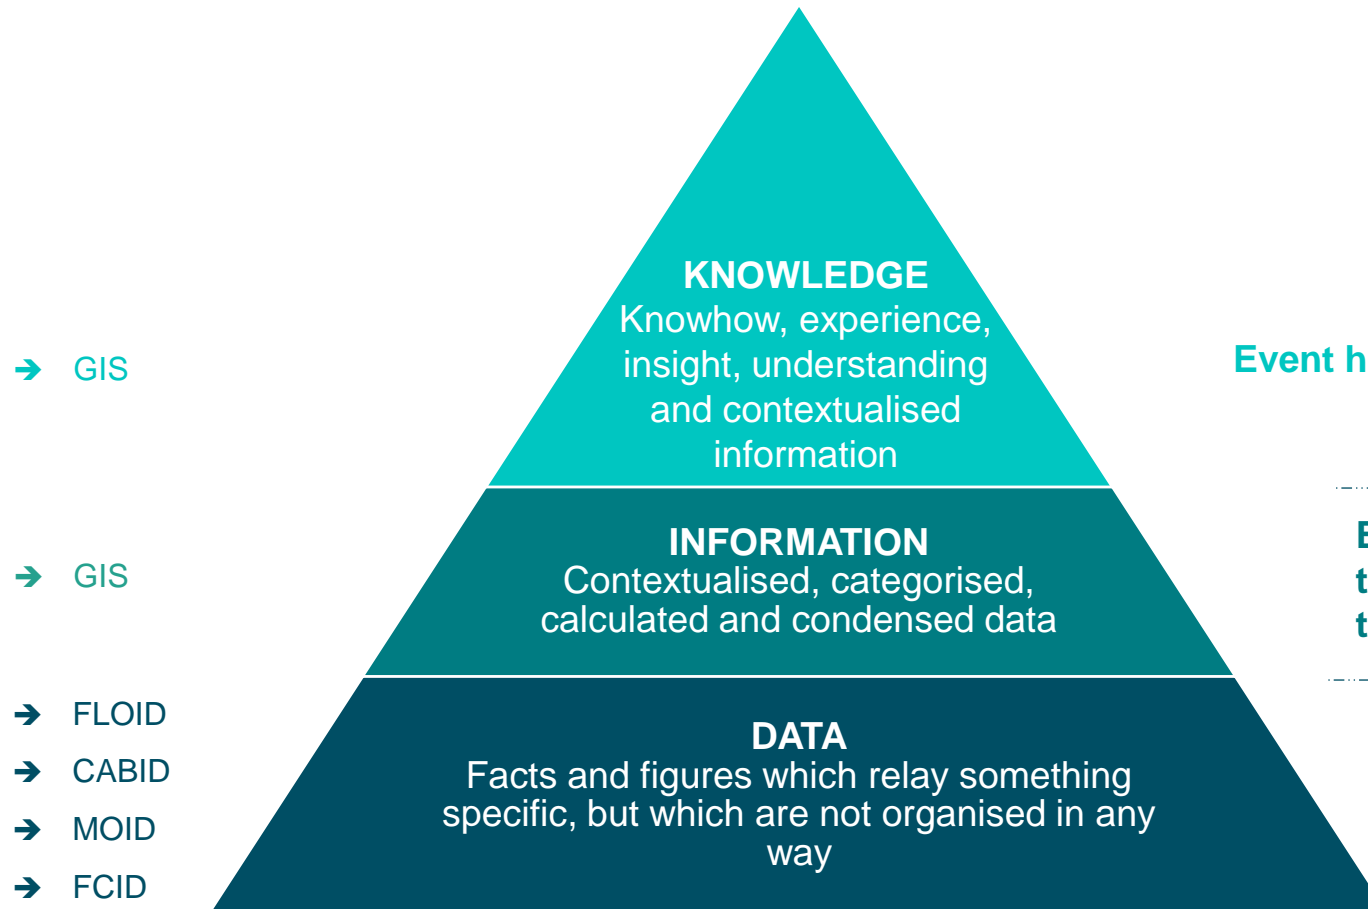 KNOWLEDGE
Knowhow, experience,
insight, understanding
and contextualised
information
➔ GIS
Event h
INFORMATION
Contextualised, categorised,
calculated and condensed data
➔ GIS
t
t
➔ FLOID
➔ CABID
➔ MOID
➔ FCID
DATA
Facts and figures which relay something
specific, but which are not organised in any
way